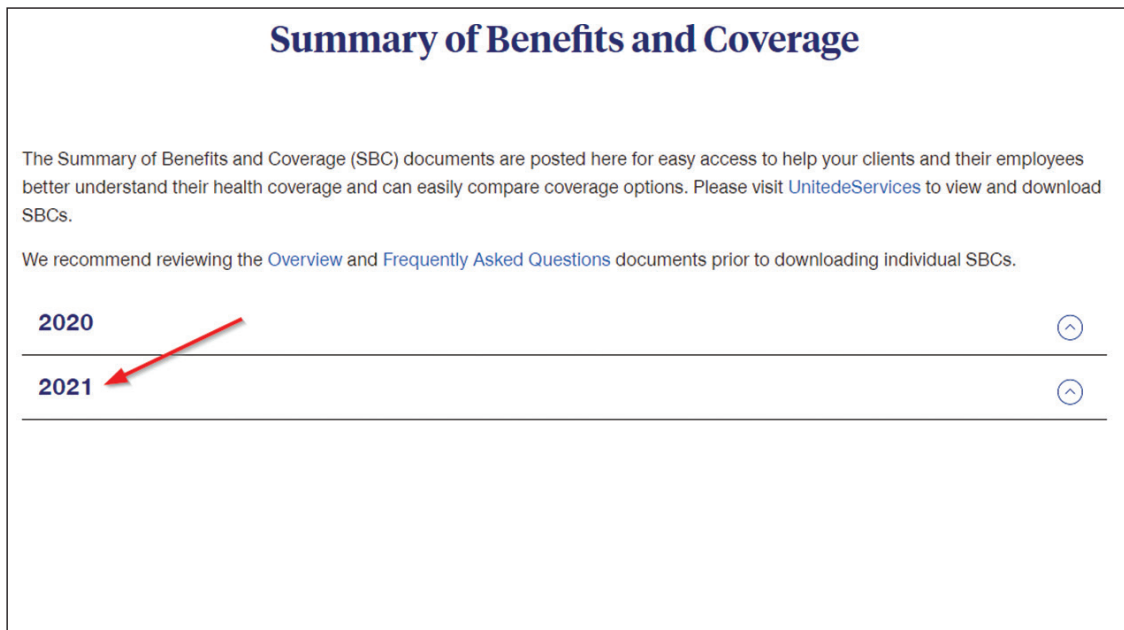 Summary of Benefits and Coverage
The Summary of Benefits and Coverage (SBC) documents are posted here for easy access to help your clients and their employees
better understand their health coverage and can easily compare coverage options. Please visit UnitedeServices to view and download
SBCs.
We recommend reviewing the Overview and Frequently Asked Questions documents prior to downloading individual SBCs.
2020
2021